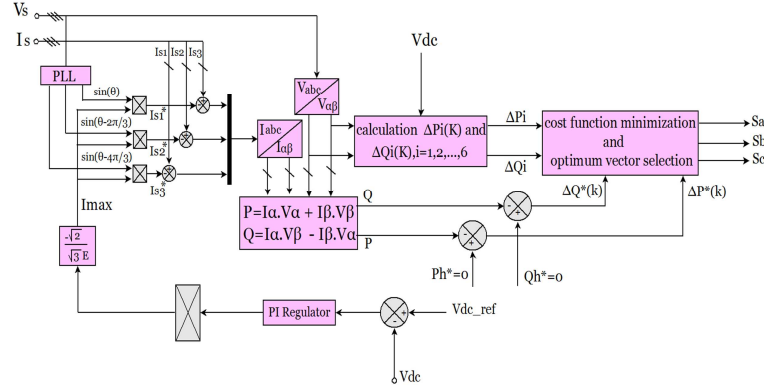 Vs
Is
Is1 Is2 Is3
PLL
sin(θ)
Is1*
sin(θ-2π/3)
Is2*
sin(θ-4π/3)
Is3*
Imax
-√2
√3 E
Iabc
Iαβ
Vabc
Vαβ
Vdc
calculation ΔPi(K) and
ΔQi(K),i=1,2,...,6
ΔPi
ΔQi
cost function minimization
and
optimum vector selection
Sa
Sb
Sc
P=Iα.Vα + Iβ.Vβ
Q=Iα.Vβ - Iβ.Vα
Q
P
ΔQ*(k)
ΔP*(k)
Ph*=0
Qh*=0
PI Regulator
Vdc_ref
Vdc